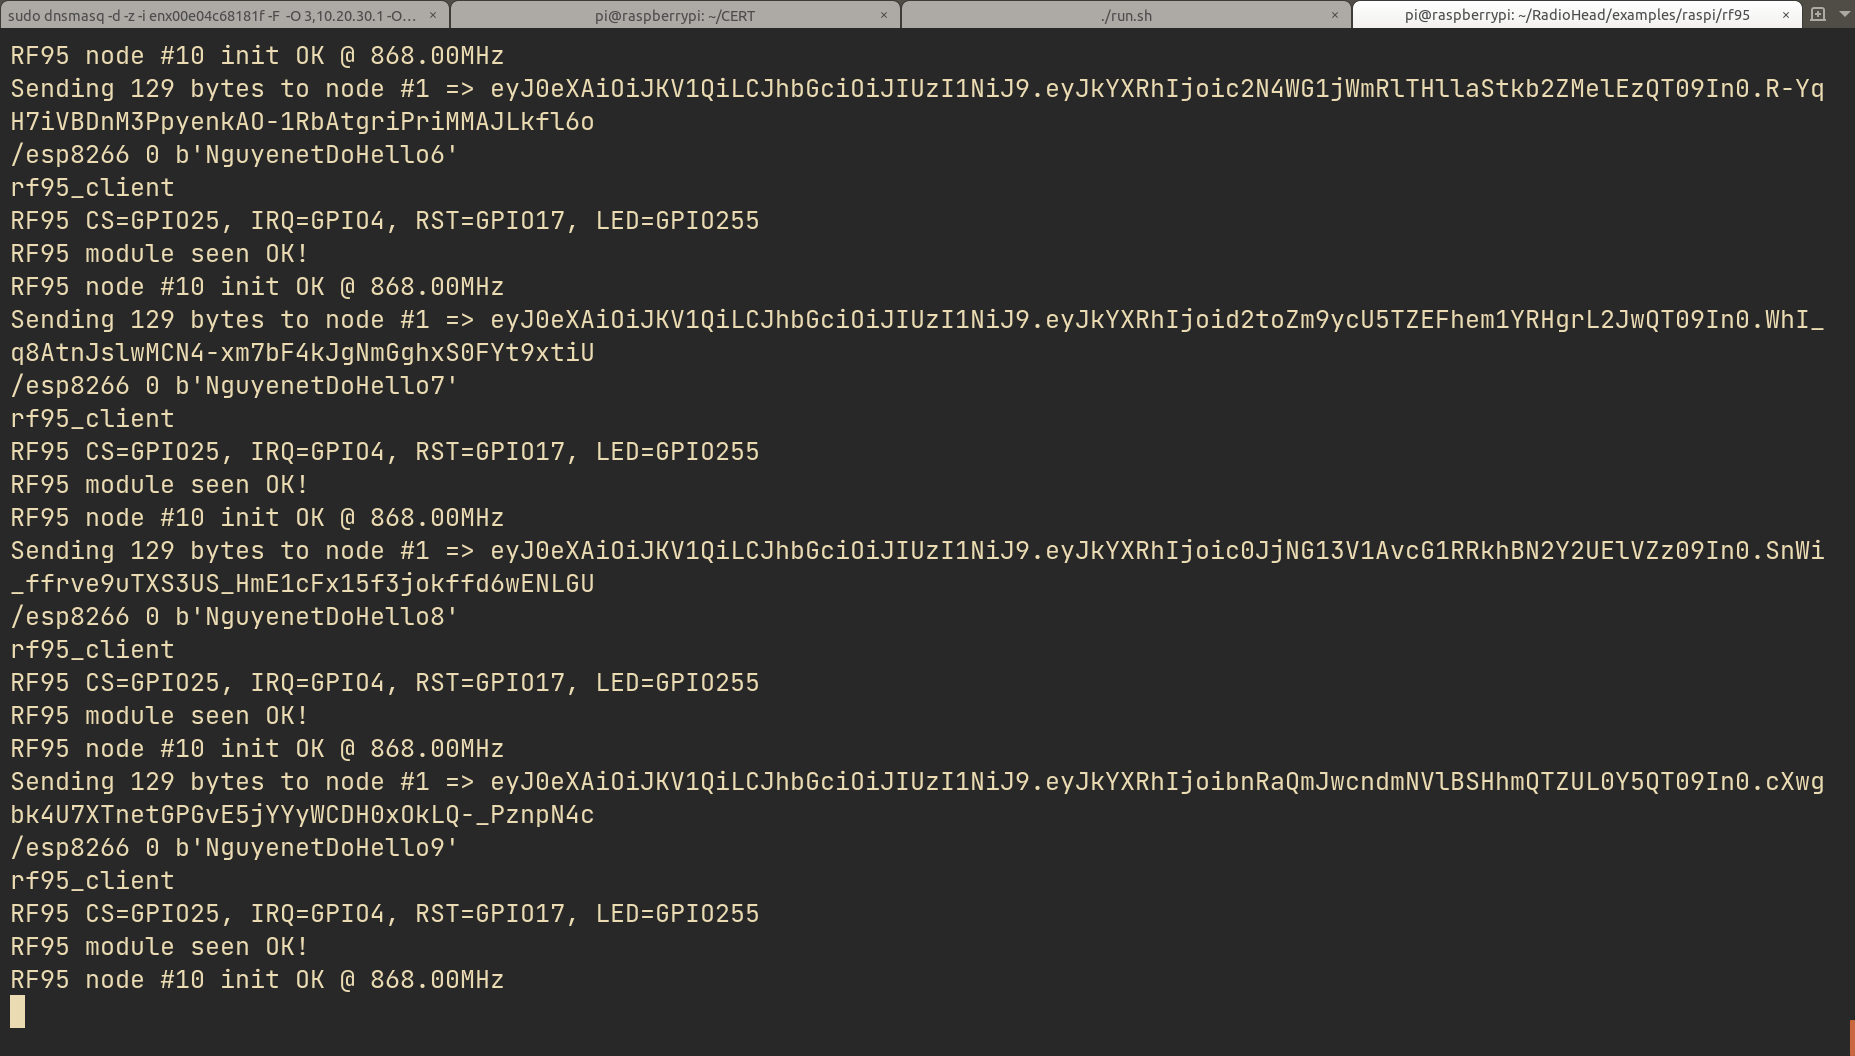 sudo dnsmasq -d -z -i enx00e04c68181f -F -O 3,10.20.30.1 -O... × pi@raspberrypi: ~/CERT × ./run.sh × pi@raspberrypi: ~/RadioHead/examples/raspi/rf95 ×
RF95 node #10 init OK @ 868.00MHz
Sending 129 bytes to node #1 => eyJ0eXAiOiJKV1QiLCJhbGciOiJIUzI1NiJ9.eyJkYXRhIjoic2N4WG1jWmRlTHllaStkb2ZMelEzQT09In0.R-Yq
H7iVBDnM3PpyenkAO-1RbAtgriPriMMAJLkfl6o
/esp8266 0 b'NguyenetDoHello6'
rf95_client
RF95 CS=GPIO25, IRQ=GPIO4, RST=GPIO17, LED=GPIO255
RF95 module seen OK!
RF95 node #10 init OK @ 868.00MHz
Sending 129 bytes to node #1 => eyJ0eXAiOiJKV1QiLCJhbGciOiJIUzI1NiJ9.eyJkYXRhIjoid2toZm9ycU5TZEFhem1YRHgrL2JwQT09In0.WhI_
q8AtnJslwMCN4-xm7bF4kJgNmGghxS0FYt9xtiU
/esp8266 0 b'NguyenetDoHello7'
rf95_client
RF95 CS=GPIO25, IRQ=GPIO4, RST=GPIO17, LED=GPIO255
RF95 module seen OK!
RF95 node #10 init OK @ 868.00MHz
Sending 129 bytes to node #1 => eyJ0eXAiOiJKV1QiLCJhbGciOiJIUzI1NiJ9.eyJkYXRhIjoic0JjNG13V1AvcG1RRkhBN2Y2UElVZz09In0.SnWi
_ffrve9uTXS3US_HmE1cFx15f3jokffd6wENLGU
/esp8266 0 b'NguyenetDoHello8'
rf95_client
RF95 CS=GPIO25, IRQ=GPIO4, RST=GPIO17, LED=GPIO255
RF95 module seen OK!
RF95 node #10 init OK @ 868.00MHz
Sending 129 bytes to node #1 => eyJ0eXAiOiJKV1QiLCJhbGciOiJIUzI1NiJ9.eyJkYXRhIjoibnRaQmJwcndmNVlBSHhmQTZUL0Y5QT09In0.cXwg
bk4U7XTnetGPGvE5jYYyWCDH0xOkLQ-_PznpN4c
/esp8266 0 b'NguyenetDoHello9'
rf95_client
RF95 CS=GPIO25, IRQ=GPIO4, RST=GPIO17, LED=GPIO255
RF95 module seen OK!
RF95 node #10 init OK @ 868.00MHz